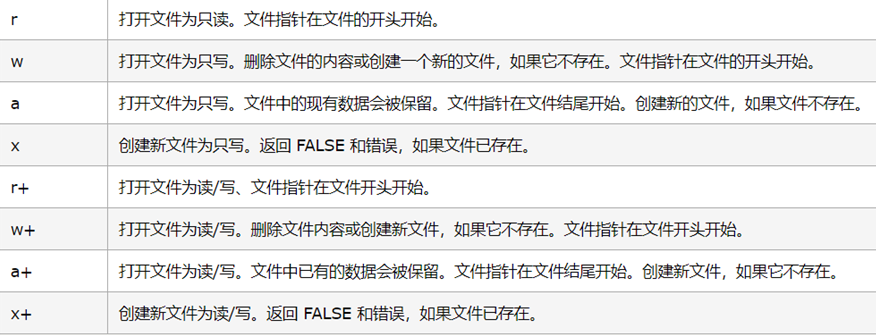 r 打开文件为只读。文件指针在文件的开头开始。
w 打开文件为只写。删除文件的内容或创建一个新的文件，如果它不存在。文件指针在文件的开头开始。
a 打开文件为只写。文件中的现有数据会被保留。文件指针在文件结尾开始。创建新的文件，如果文件不存在。
x 创建新文件为只写。返回 FALSE 和错误，如果文件已存在。
r+ 打开文件为读/写、文件指针在文件开头开始。
w+ 打开文件为读/写。删除文件内容或创建新文件，如果它不存在。文件指针在文件开头开始。
a+ 打开文件为读/写。文件中已有的数据会被保留。文件指针在文件结尾开始。创建新文件，如果它不存在。
x+ 创建新文件为读/写。返回 FALSE 和错误，如果文件已存在。